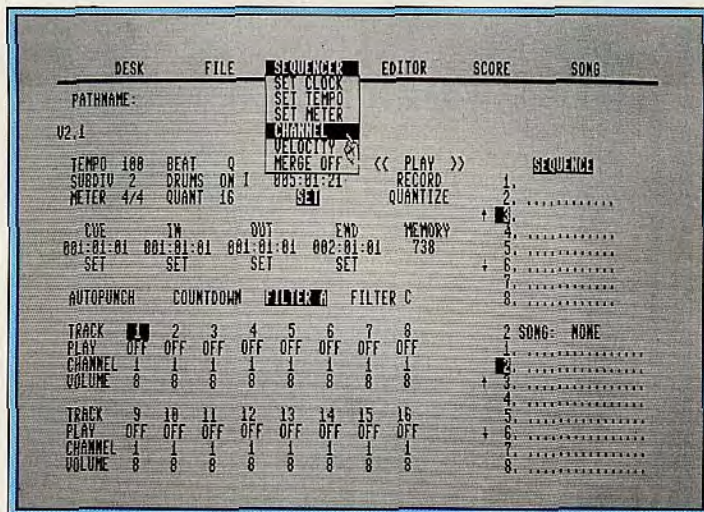 DESK FILE SEQUENCER EDITOR SCORE SONG
SET CLOCK
PATHNAME: SET TEMPO
SET METER
V2.1 CHANNEL
VELOCITY
TEMPO 100 BEAT Q MERGE OFF << PLAY >> SEQUENCE
SUBDIV 2 DRUMS ON I 005:01:21 RECORD 1.
METER 4/4 QUANT 16 SET QUANTIZE 2. ............
↑ 3. ............
CUE IN OUT END MEMORY 4. ............
001:01:01 001:01:01 001:01:01 002:01:01 738 5. ............
SET SET SET SET ↓ 6. ............
7. ............
AUTOPUNCH COUNTDOWN FILTER A FILTER C 8. ............
TRACK 1 2 3 4 5 6 7 8 2 SONG: NONE
PLAY OFF OFF OFF OFF OFF OFF OFF OFF 1. ............
CHANNEL 1 1 1 1 1 1 1 1 2. ............
VOLUME 8 8 8 8 8 8 8 8 ↑ 3. ............
4. ............
TRACK 9 10 11 12 13 14 15 16 5. ............
PLAY OFF OFF OFF OFF OFF OFF OFF OFF ↓ 6. ............
CHANNEL 1 1 1 1 1 1 1 1 7. ............
VOLUME 8 8 8 8 8 8 8 8 8. ............